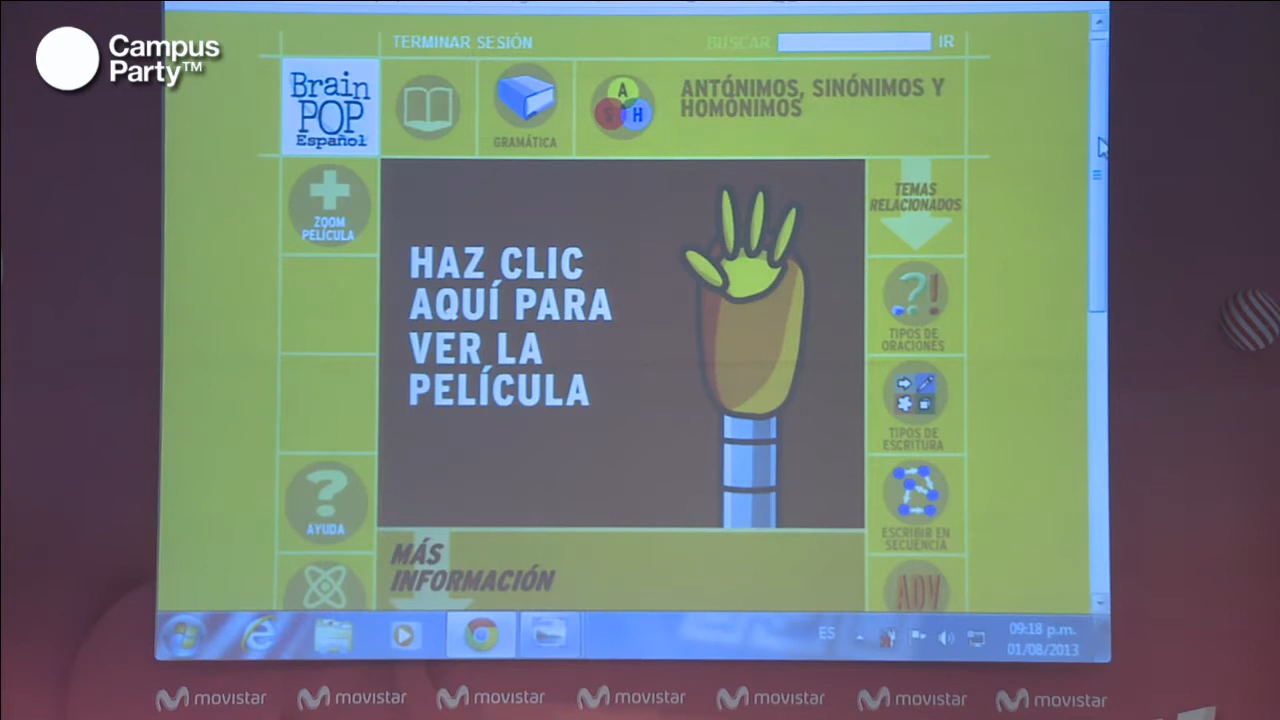 Campus
Party™
TERMINAR SESIÓN
BUSCAR
IR
Brain
POP
Español
GRAMÁTICA
A
S H
ANTÓNIMOS, SINÓNIMOS Y
HOMÓNIMOS
ZOOM
PELÍCULA
HAZ CLIC
AQUÍ PARA
VER LA
PELÍCULA
TEMAS
RELACIONADOS
?!
TIPOS DE
ORACIONES
TIPOS DE
ESCRITURA
ESCRIBIR EN
SECUENCIA
ADV
?
AYUDA
MÁS
INFORMACIÓN
ES
09:18 p.m.
01/08/2013
movistar movistar movistar movistar movistar movistar movistar